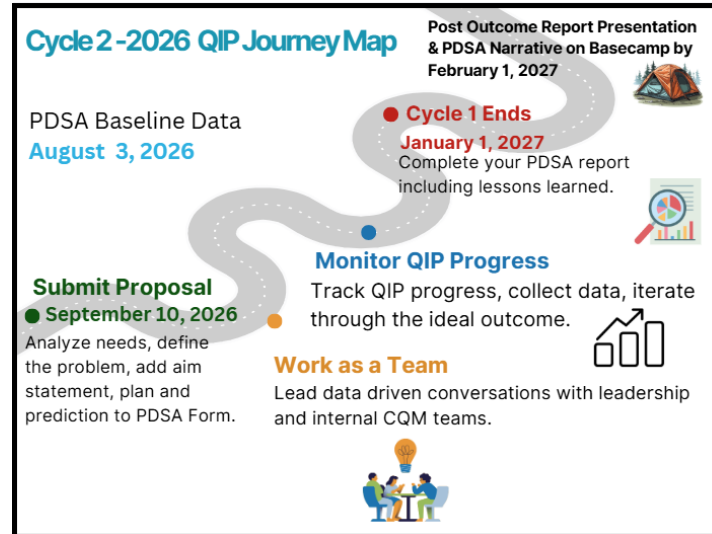 Cycle 2 -2026 QIP Journey Map
Post Outcome Report Presentation
& PDSA Narrative on Basecamp by
February 1, 2027
PDSA Baseline Data
August 3, 2026
Cycle 1 Ends
January 1, 2027
Complete your PDSA report
including lessons learned.
Monitor QIP Progress
Track QIP progress, collect data, iterate
through the ideal outcome.
Submit Proposal
September 10, 2026
Analyze needs, define
the problem, add aim
statement, plan and
prediction to PDSA Form.
Work as a Team
Lead data driven conversations with leadership
and internal CQM teams.